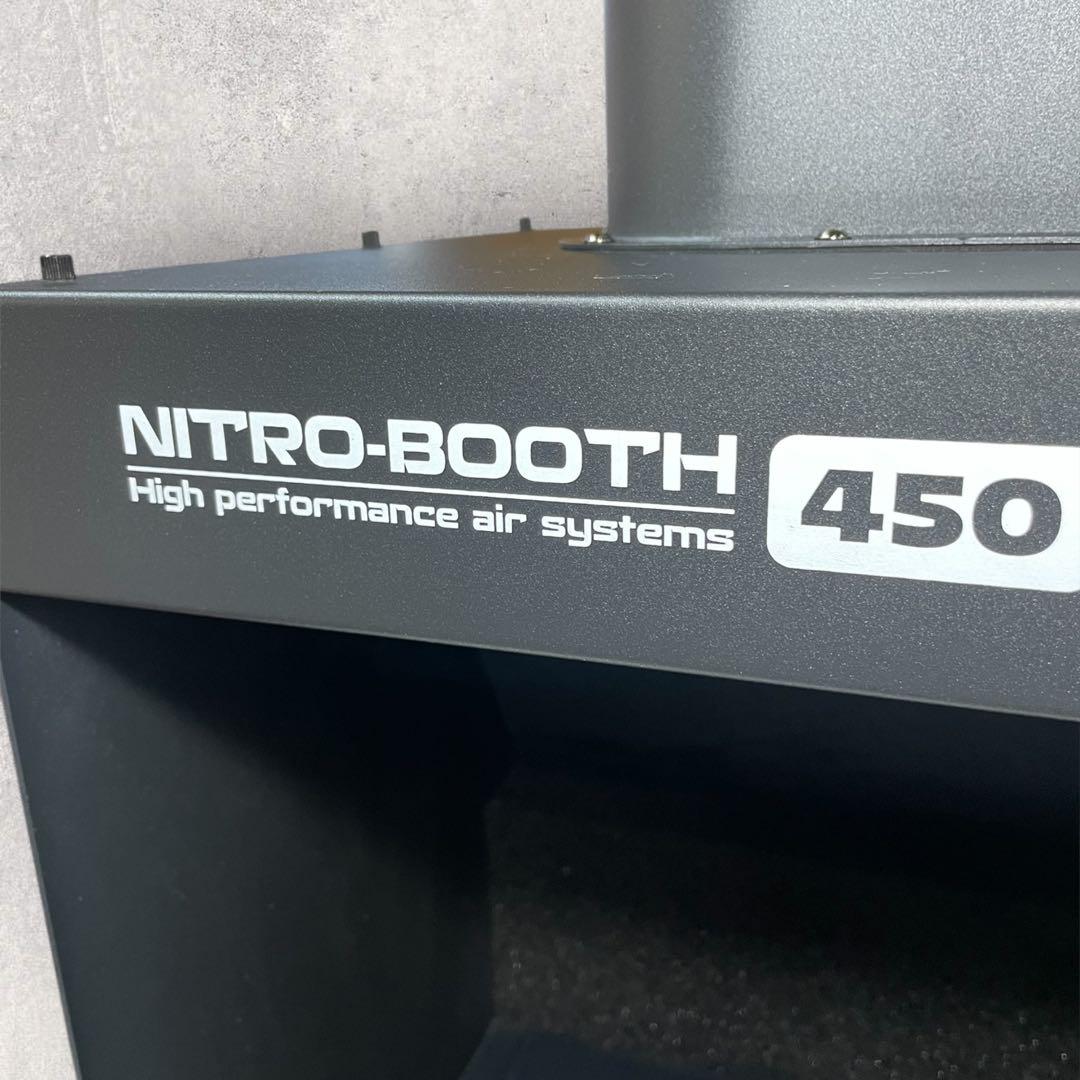 NITRO-BOOTH 450
High performance air systems